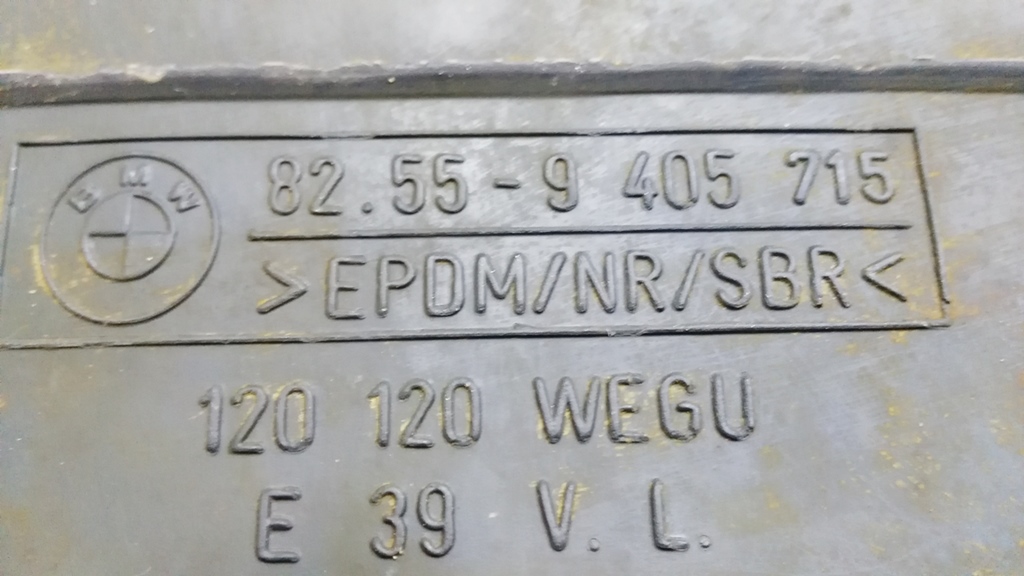 BMW
82.55-9 405 715
>EPDM/NR/SBR<
120 120 WEGU
E 39 V. L.